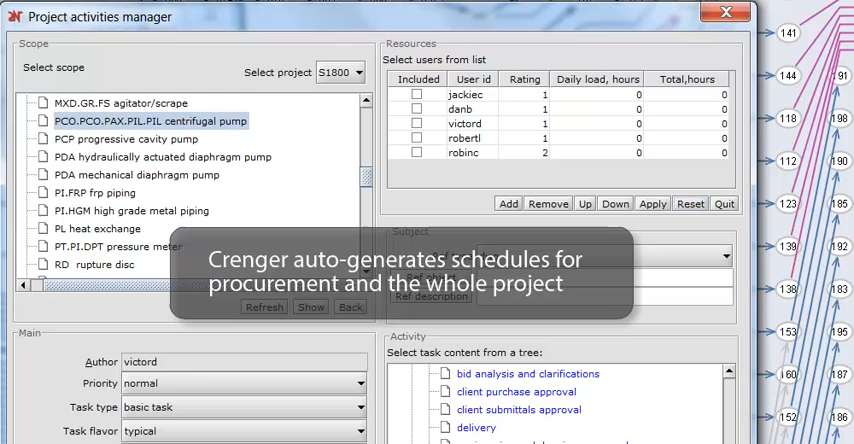 Project activities manager
Scope
Select scope
Select project S1800
MXD.GR.FS agitator/scrape
PCO.PCO.PAX.PIL.PIL centrifugal pump
PCP progressive cavity pump
PDA hydraulically actuated diaphragm pump
PDA mechanical diaphragm pump
PI.FRP frp piping
PI.HGM high grade metal piping
PL heat exchange
PT.PI.DPT pressure meter
RD rupture disc
Refresh Show Back
Main
Author victord
Priority normal
Task type basic task
Task flavor typical
Resources
Select users from list
Included User id Rating Daily load, hours Total,hours
jackiec 1 0 0
danb 1 0 0
victord 1 0 0
robertl 1 0 0
robinc 2 0 0
Add Remove Up Down Apply Reset Quit
Subject
Ref object
Ref description
Crenger auto-generates schedules for
procurement and the whole project
Activity
Select task content from a tree:
bid analysis and clarifications
client purchase approval
client submittals approval
delivery
141
144
118
112
123
139
138
153
160
152
191
198
190
180
195
192
183
195
187
186